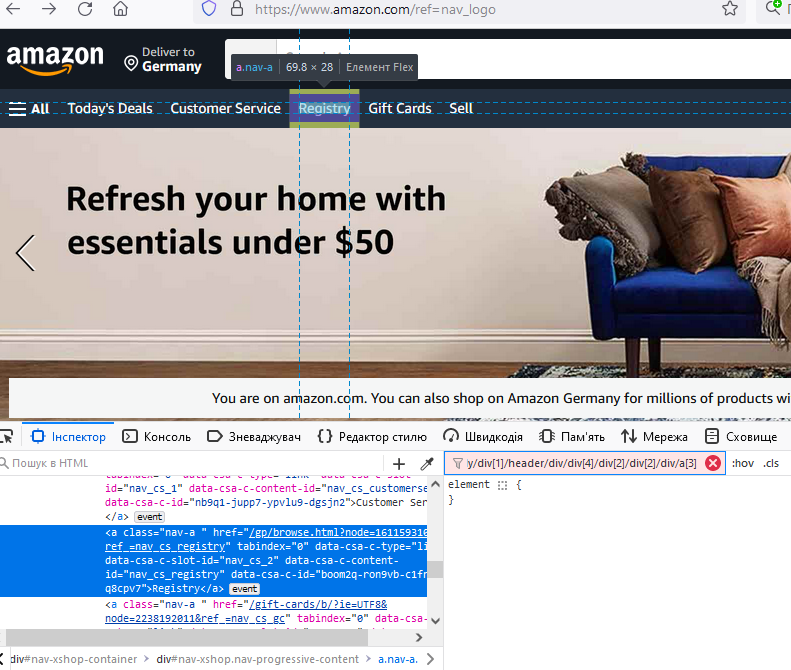 https://www.amazon.com/ref=nav_logo
amazon
Deliver to
Germany
a.nav-a 69.8 × 28 Елемент Flex
All Today's Deals Customer Service Registry Gift Cards Sell
Refresh your home with
essentials under $50
You are on amazon.com. You can also shop on Amazon Germany for millions of products wi
Інспектор Консоль Зневаджувач Редактор стилю Швидкодія Пам'ять Мережа Сховище
Пошук в HTML
y/div[1]/header/div/div[4]/div[2]/div[2]/div/a[3] :hov .cls
id="nav_cs_1" data-csa-c-content-id="nav_cs_customerse
data-csa-c-id="nb9q1-jupp7-ypvlu9-dgsjn2">Customer Ser
</a> event
<a class="nav-a " href="/gp/browse.html?node=161159310
ref_=nav_cs_registry" tabindex="0" data-csa-c-type="li
data-csa-c-slot-id="nav_cs_2" data-csa-c-content-
id="nav_cs_registry" data-csa-c-id="boom2q-ron9vb-c1fm
q8cpv7">Registry</a> event
<a class="nav-a " href="/gift-cards/b/?ie=UTF8&
node=2238192011&ref_=nav_cs_gc" tabindex="0" data-csa-
element {
}
div#nav-xshop-container div#nav-xshop.nav-progressive-content a.nav-a.